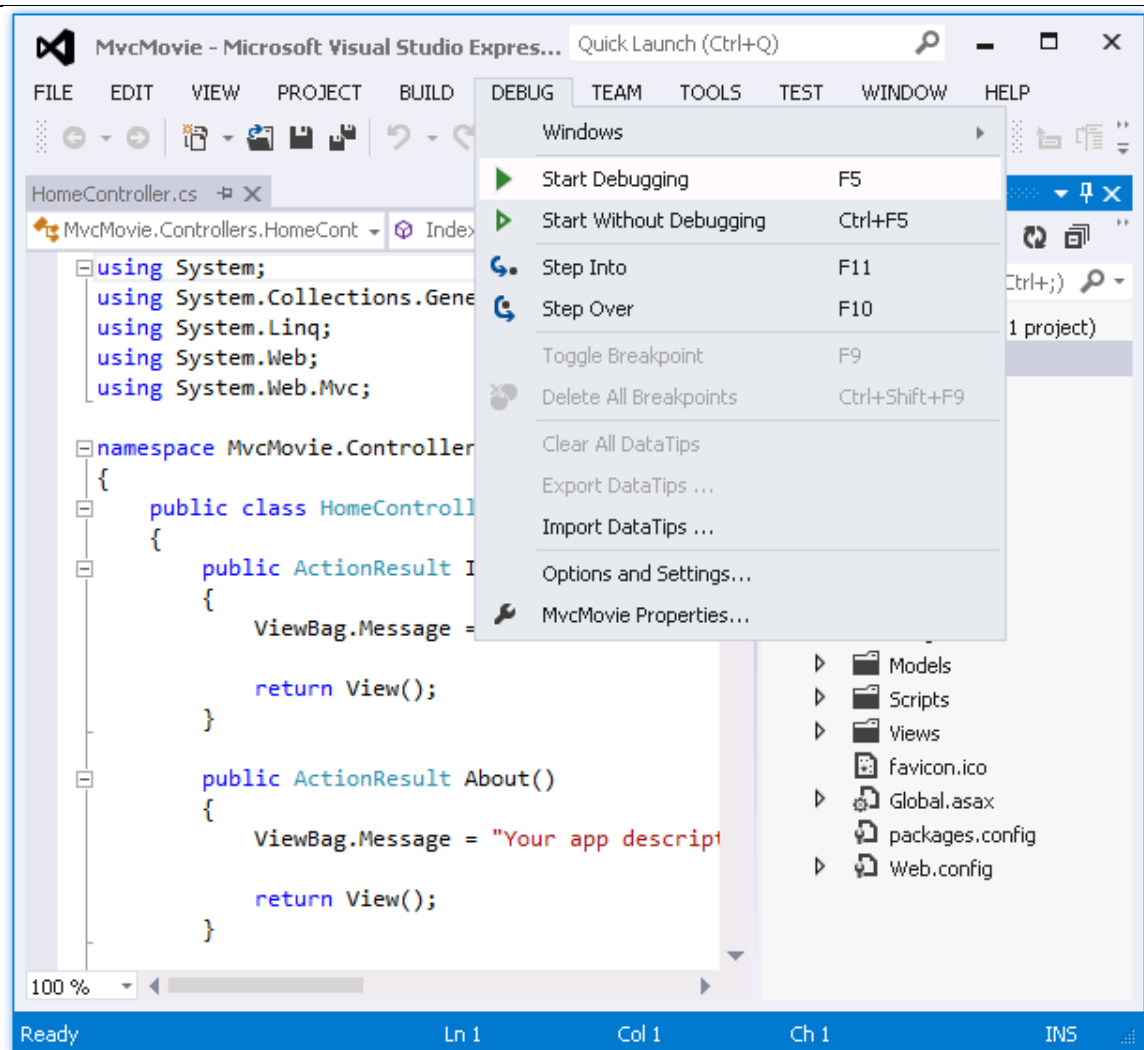 MvcMovie - Microsoft Visual Studio Expres... Quick Launch (Ctrl+Q)
FILE EDIT VIEW PROJECT BUILD DEBUG TEAM TOOLS TEST WINDOW HELP
Windows
Start Debugging F5
Start Without Debugging Ctrl+F5
Step Into F11
Step Over F10
Toggle Breakpoint F9
Delete All Breakpoints Ctrl+Shift+F9
Clear All DataTips
Export DataTips ...
Import DataTips ...
Options and Settings...
MvcMovie Properties...
HomeController.cs
MvcMovie.Controllers.HomeCont Index
using System;
using System.Collections.Gene
using System.Linq;
using System.Web;
using System.Web.Mvc;
namespace MvcMovie.Controller
{
public class HomeControll
{
public ActionResult I
{
ViewBag.Message =
return View();
}
public ActionResult About()
{
ViewBag.Message = "Your app descript
return View();
}
100 %
Ctrl+;)
1 project)
Models
Scripts
Views
favicon.ico
Global.asax
packages.config
Web.config
Ready Ln 1 Col 1 Ch 1 INS